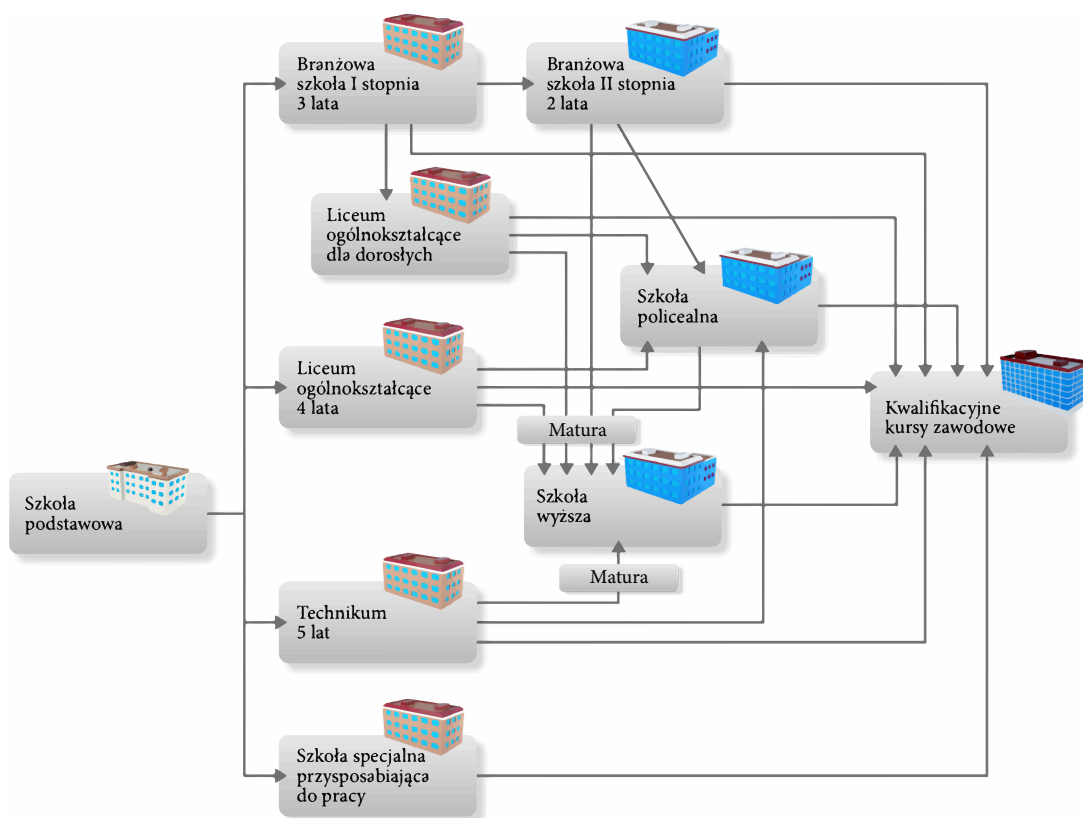 Branżowa
szkoła I stopnia
3 lata
Branżowa
szkoła II stopnia
2 lata
Liceum
ogólnokształcące
dla dorosłych
Szkoła
policealna
Liceum
ogólnokształcące
4 lata
Kwalifikacyjne
kursy zawodowe
Matura
Szkoła
podstawowa
Szkoła
wyższa
Matura
Technikum
5 lat
Szkoła specjalna
przysposabiająca
do pracy